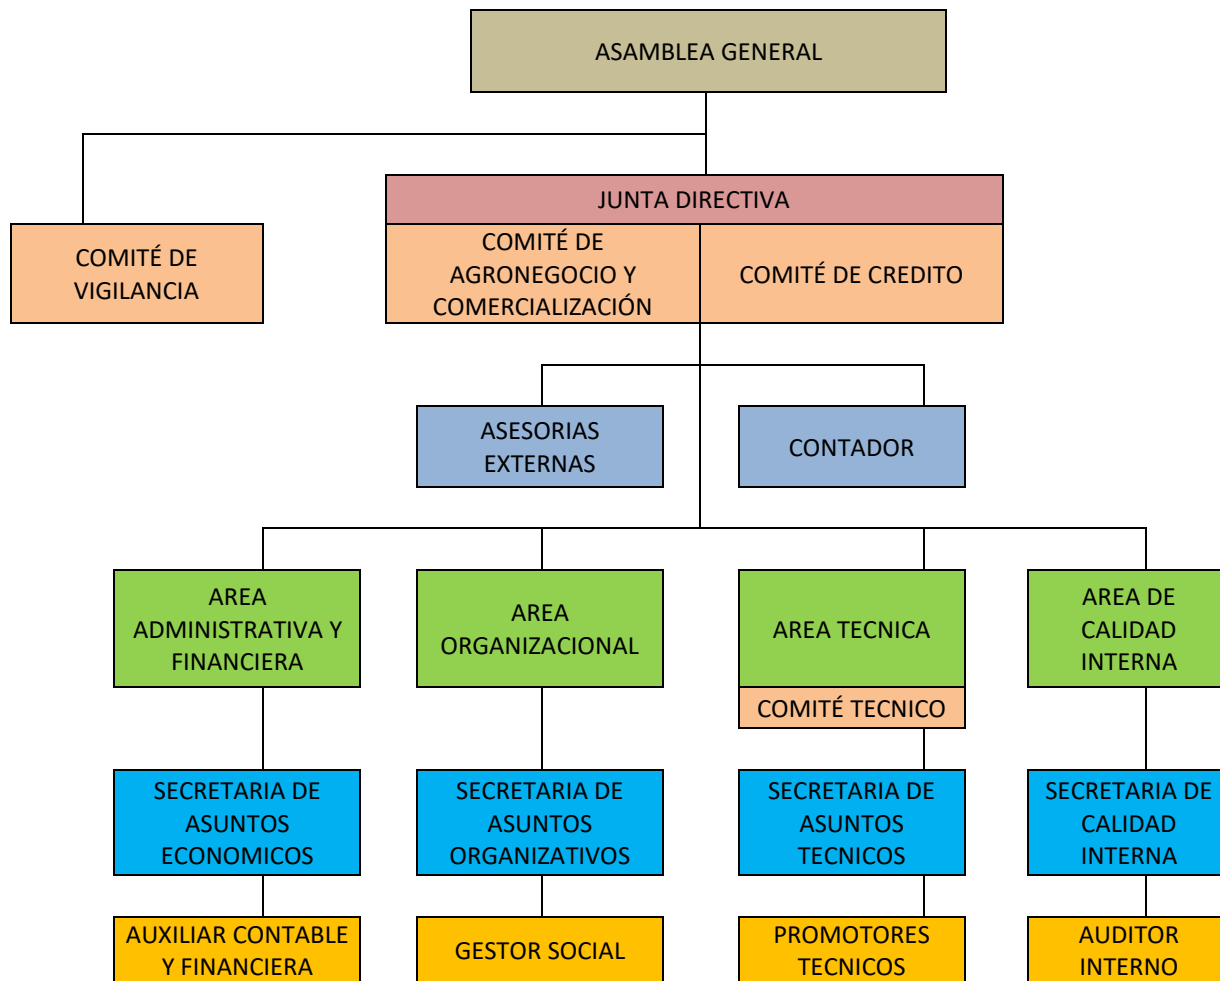 ASAMBLEA GENERAL
JUNTA DIRECTIVA
COMITÉ DE
VIGILANCIA
COMITÉ DE
AGRONEGOCIO Y
COMERCIALIZACIÓN
COMITÉ DE CREDITO
ASESORIAS
EXTERNAS
CONTADOR
AREA
ADMINISTRATIVA Y
FINANCIERA
AREA
ORGANIZACIONAL
AREA TECNICA
COMITÉ TECNICO
AREA DE
CALIDAD
INTERNA
SECRETARIA DE
ASUNTOS
ECONOMICOS
SECRETARIA DE
ASUNTOS
ORGANIZATIVOS
SECRETARIA DE
ASUNTOS
TECNICOS
SECRETARIA DE
CALIDAD
INTERNA
AUXILIAR CONTABLE
Y FINANCIERA
GESTOR SOCIAL
PROMOTORES
TECNICOS
AUDITOR
INTERNO